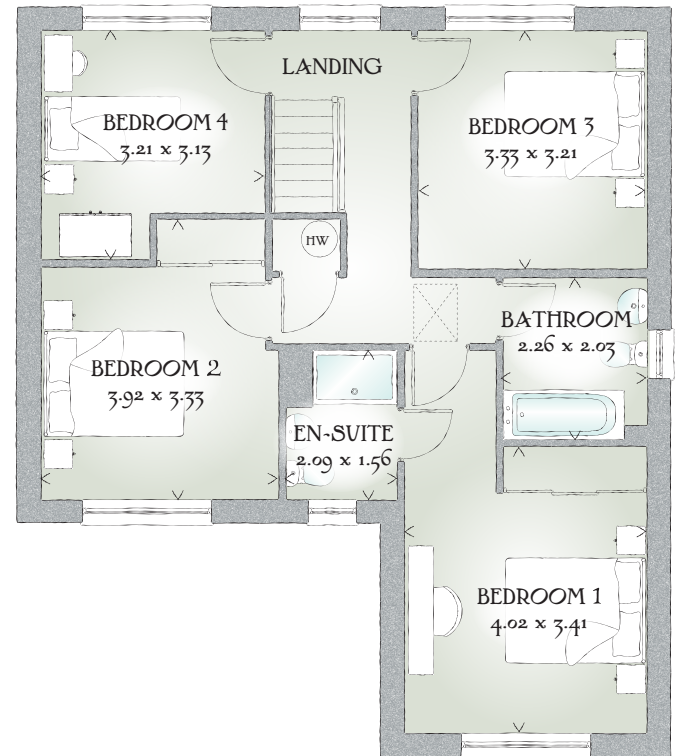 LANDING
BEDROOM 4
3.21 x 3.13
BEDROOM 3
3.33 x 3.21
HW
BATHROOM
2.26 x 2.03
BEDROOM 2
3.92 x 3.33
EN-SUITE
2.09 x 1.56
BEDROOM 1
4.02 x 3.41